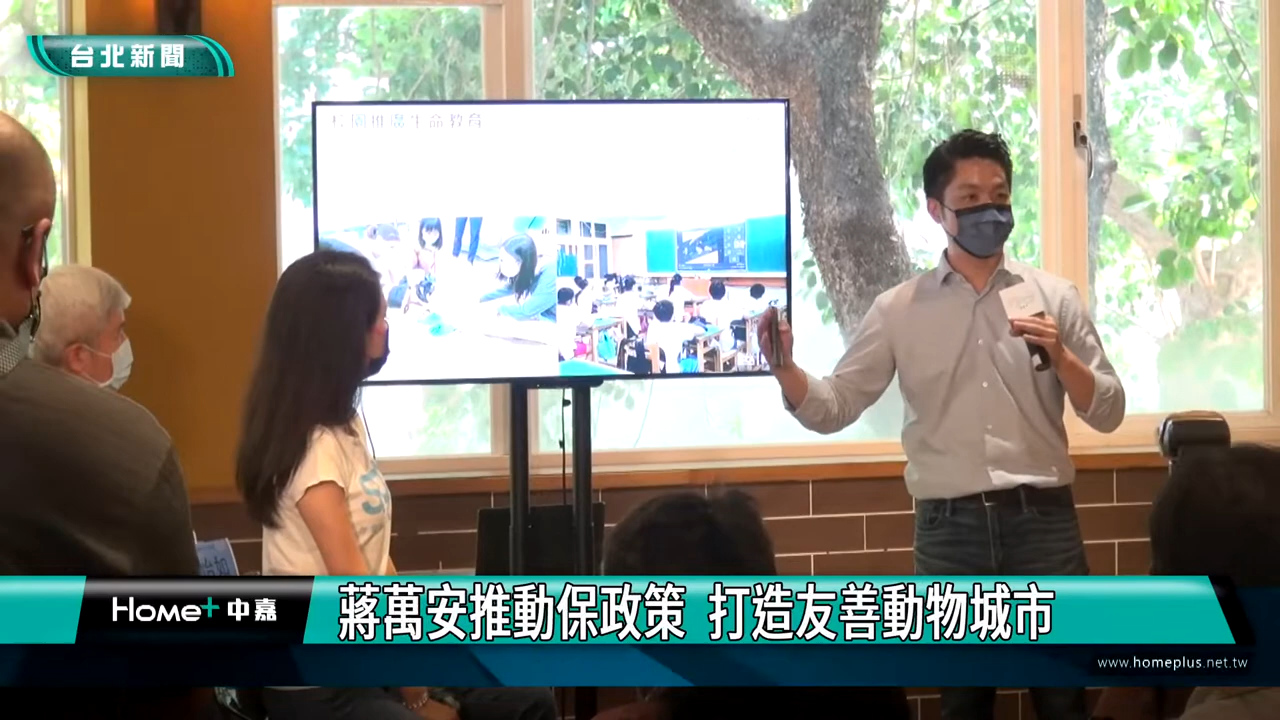 台北新聞
校園推廣生命教育
Home+中嘉
蔣萬安推動保政策 打造友善動物城市
www.homeplus.net.tw